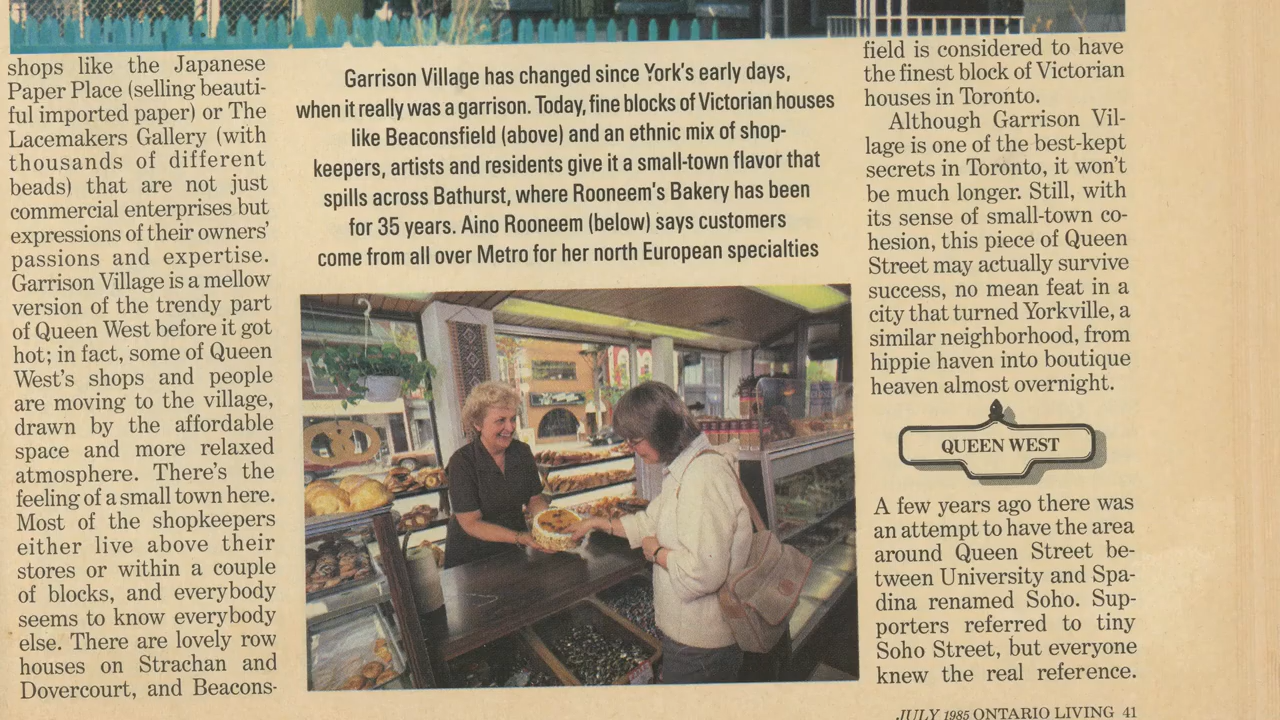 shops like the Japanese
Paper Place (selling beauti-
ful imported paper) or The
Lacemakers Gallery (with
thousands of different
beads) that are not just
commercial enterprises but
expressions of their owners'
passions and expertise.
Garrison Village is a mellow
version of the trendy part
of Queen West before it got
hot; in fact, some of Queen
West's shops and people
are moving to the village,
drawn by the affordable
space and more relaxed
atmosphere. There's the
feeling of a small town here.
Most of the shopkeepers
either live above their
stores or within a couple
of blocks, and everybody
seems to know everybody
else. There are lovely row
houses on Strachan and
Dovercourt, and Beacons-
Garrison Village has changed since York's early days,
when it really was a garrison. Today, fine blocks of Victorian houses
like Beaconsfield (above) and an ethnic mix of shop-
keepers, artists and residents give it a small-town flavor that
spills across Bathurst, where Rooneem's Bakery has been
for 35 years. Aino Rooneem (below) says customers
come from all over Metro for her north European specialties
field is considered to have
the finest block of Victorian
houses in Toronto.
Although Garrison Vil-
lage is one of the best-kept
secrets in Toronto, it won't
be much longer. Still, with
its sense of small-town co-
hesion, this piece of Queen
Street may actually survive
success, no mean feat in a
city that turned Yorkville, a
similar neighborhood, from
hippie haven into boutique
heaven almost overnight.
QUEEN WEST
A few years ago there was
an attempt to have the area
around Queen Street be-
tween University and Spa-
dina renamed Soho. Sup-
porters referred to tiny
Soho Street, but everyone
knew the real reference.
JULY 1985 ONTARIO LIVING 41